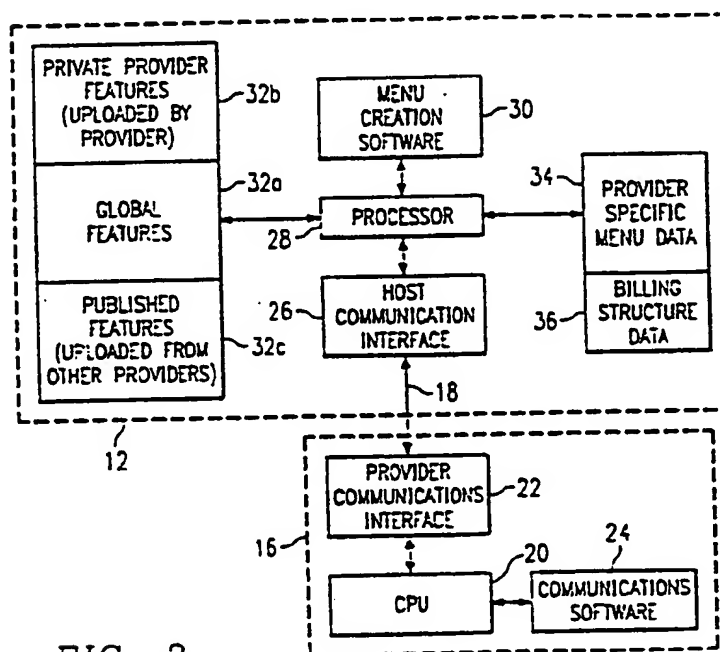 PRIVATE PROVIDER
FEATURES
(UPLOADED BY
PROVIDER)
32b
MENU
CREATION
SOFTWARE
30
32a
GLOBAL
FEATURES
PROCESSOR
28
34
PROVIDER
SPECIFIC
MENU DATA
PUBLISHED
FEATURES
(UPLOADED FROM
OTHER PROVIDERS)
32c
26
HOST
COMMUNICATION
INTERFACE
36
BILLING
STRUCTURE
DATA
18
12
PROVIDER
COMMUNICATIONS
INTERFACE
22
16
20
CPU
24
COMMUNICATIONS
SOFTWARE
FIG.